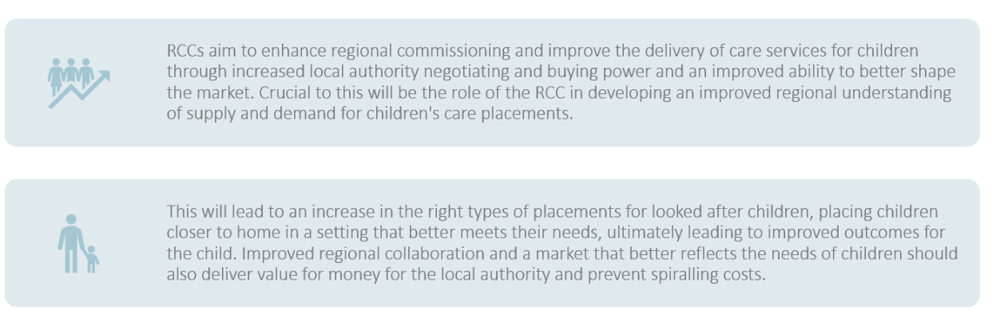 RCCs aim to enhance regional commissioning and improve the delivery of care services for children
through increased local authority negotiating and buying power and an improved ability to better shape
the market. Crucial to this will be the role of the RCC in developing an improved regional understanding
of supply and demand for children's care placements.
This will lead to an increase in the right types of placements for looked after children, placing children
closer to home in a setting that better meets their needs, ultimately leading to improved outcomes for
the child. Improved regional collaboration and a market that better reflects the needs of children should
also deliver value for money for the local authority and prevent spiralling costs.